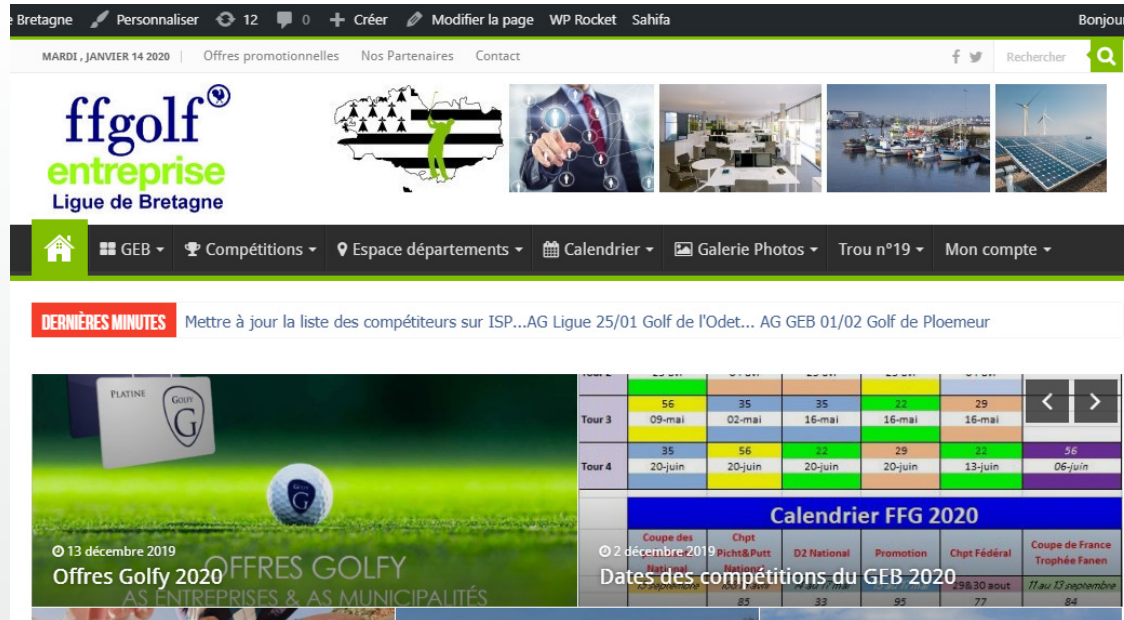 Bretagne Personnaliser 12 0 Créer Modifier la page WP Rocket Sahifa Bonjour
MARDI , JANVIER 14 2020 Offres promotionnelles Nos Partenaires Contact Rechercher
ffgolf®
entreprise
Ligue de Bretagne
GEB Compétitions Espace départements Calendrier Galerie Photos Trou n°19 Mon compte
DERNIÈRES MINUTES Mettre à jour la liste des compétiteurs sur ISP...AG Ligue 25/01 Golf de l'Odet... AG GEB 01/02 Golf de Ploemeur
PLATINE
GOLFY
G
G
13 décembre 2019
Offres Golfy 2020
OFFRES GOLFY
AS ENTREPRISES & AS MUNICIPALITÉS
56 35 35 22 29
Tour 3 09-mai 02-mai 16-mai 16-mai 16-mai
35 56 22 29 22 56
Tour 4 20-juin 20-juin 20-juin 20-juin 13-juin 06-juin
Calendrier FFG 2020
Coupe des National
Chpt Picht&Putt National
D2 National Promotion Chpt Fédéral
Coupe de France Trophée Fanen
29&30 aout 11 au 13 septembre
2 décembre 2019
Dates des compétitions du GEB 2020
85 33 95 77 84